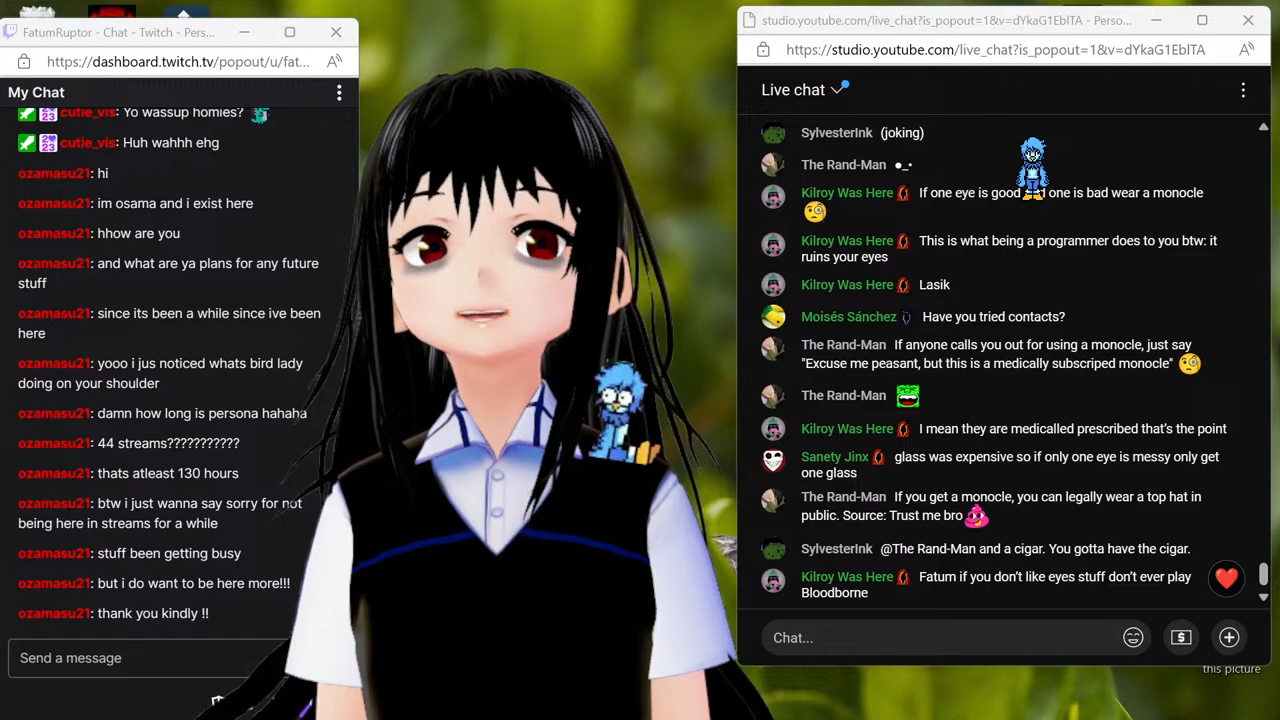 FatumRuptor - Chat - Twitch - Pers...
https://dashboard.twitch.tv/popout/u/fat...
My Chat
cutie_vis: Yo wassup homies?
cutie_vis: Huh wahhh ehg
ozamasu21: hi
ozamasu21: im osama and i exist here
ozamasu21: hhow are you
ozamasu21: and what are ya plans for any future
stuff
ozamasu21: since its been a while since ive been
here
ozamasu21: yooo i jus noticed whats bird lady
doing on your shoulder
ozamasu21: damn how long is persona hahaha
ozamasu21: 44 streams???????????
ozamasu21: thats atleast 130 hours
ozamasu21: btw i just wanna say sorry for not
being here in streams for a while
ozamasu21: stuff been getting busy
ozamasu21: but i do want to be here more!!!
ozamasu21: thank you kindly !!
Send a message
studio.youtube.com/live_chat?is_popout=1&v=dYkaG1EblTA - Perso...
https://studio.youtube.com/live_chat?is_popout=1&v=dYkaG1EblTA
Live chat
SylvesterInk (joking)
The Rand-Man ●_·
Kilroy Was Here If one eye is good one is bad wear a monocle
Kilroy Was Here This is what being a programmer does to you btw: it
ruins your eyes
Kilroy Was Here Lasik
Moisés Sánchez Have you tried contacts?
The Rand-Man If anyone calls you out for using a monocle, just say
"Excuse me peasant, but this is a medically subscriped monocle"
The Rand-Man
Kilroy Was Here I mean they are medicalled prescribed that's the point
Sanety Jinx glass was expensive so if only one eye is messy only get
one glass
The Rand-Man If you get a monocle, you can legally wear a top hat in
public. Source: Trust me bro
SylvesterInk @The Rand-Man and a cigar. You gotta have the cigar.
Kilroy Was Here Fatum if you don't like eyes stuff don't ever play
Bloodborne
Chat...
this picture